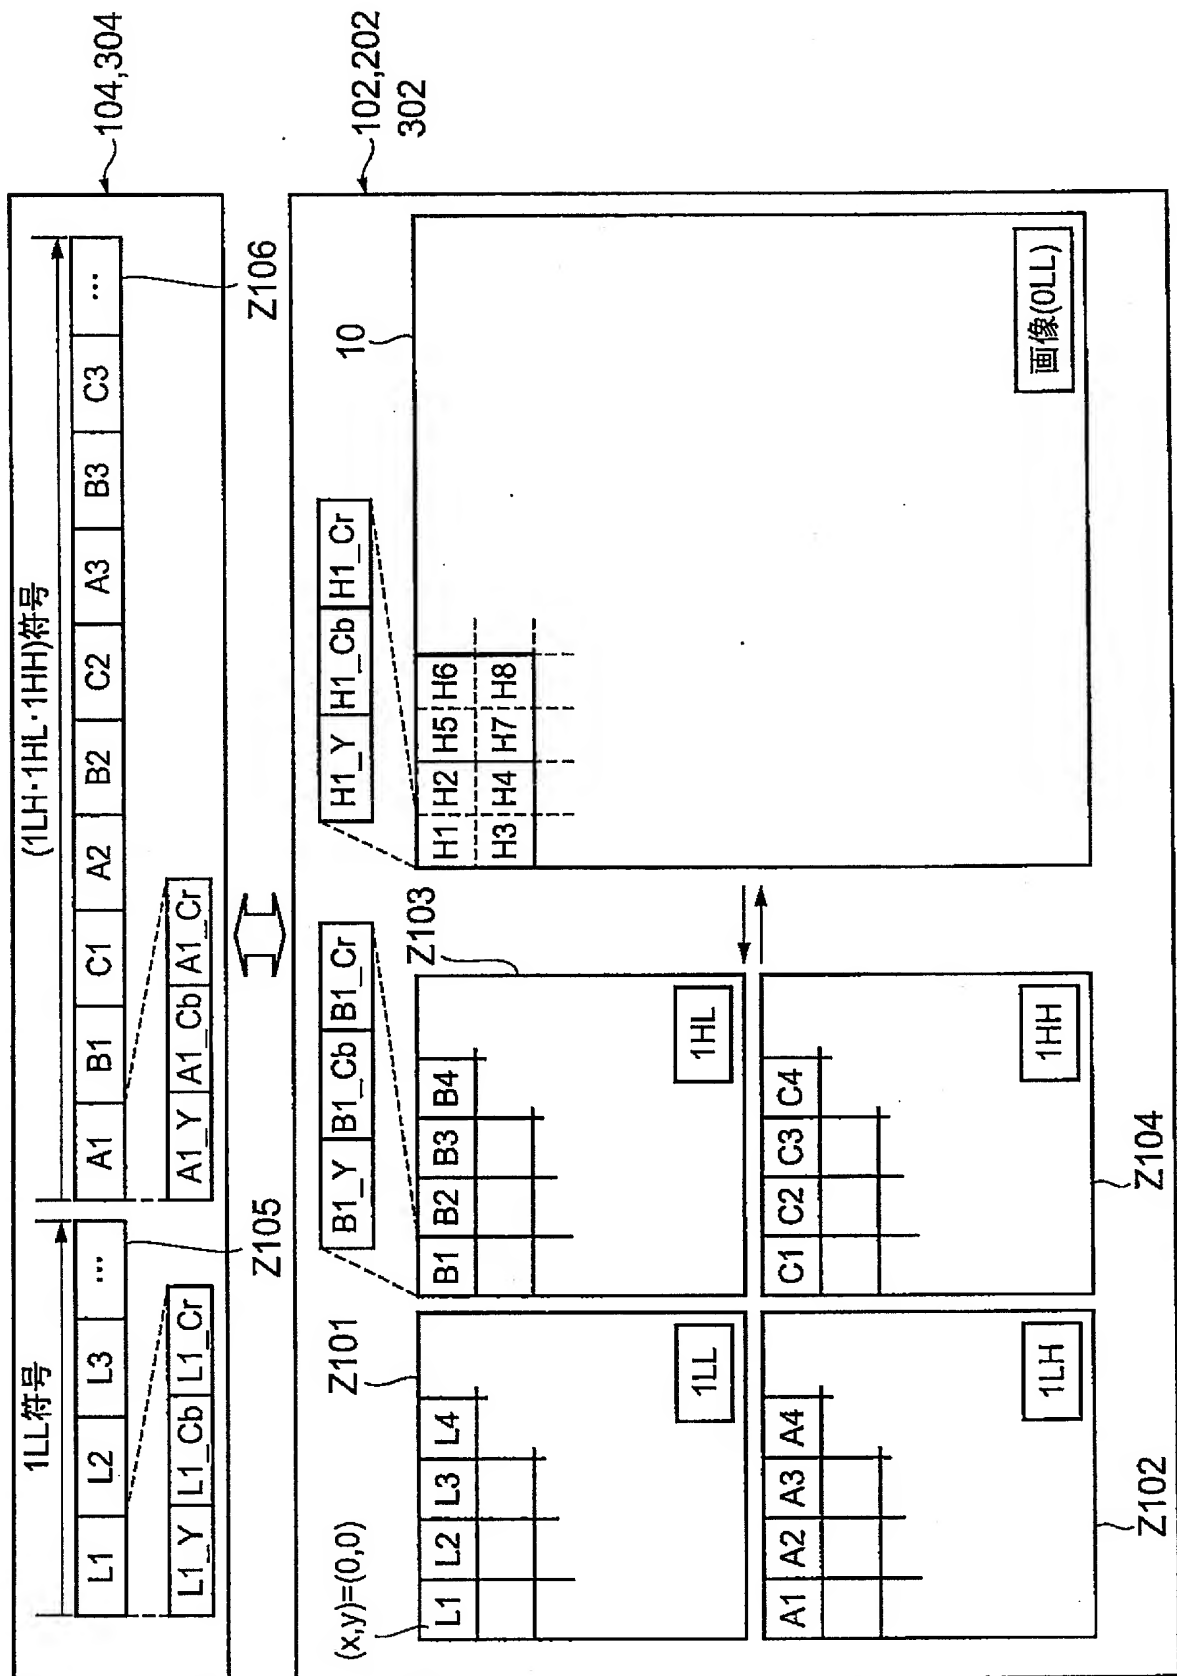 1LL符号
(1LH·1HL·1HH)符号
104,304
L1 L2 L3 ...
A1 B1 C1 A2 B2 C2 A3 B3 C3 ...
L1_Y L1_Cb L1_Cr
A1_Y A1_Cb A1_Cr
Z105
Z106
102,202
302
B1_Y B1_Cb B1_Cr
H1_Y H1_Cb H1_Cr
(x,y)=(0,0)
Z101
Z103
10
L1 L2 L3 L4
1LL
B1 B2 B3 B4
1HL
H1 H2 H5 H6
H3 H4 H7 H8
画像(0LL)
A1 A2 A3 A4
1LH
C1 C2 C3 C4
1HH
Z102
Z104